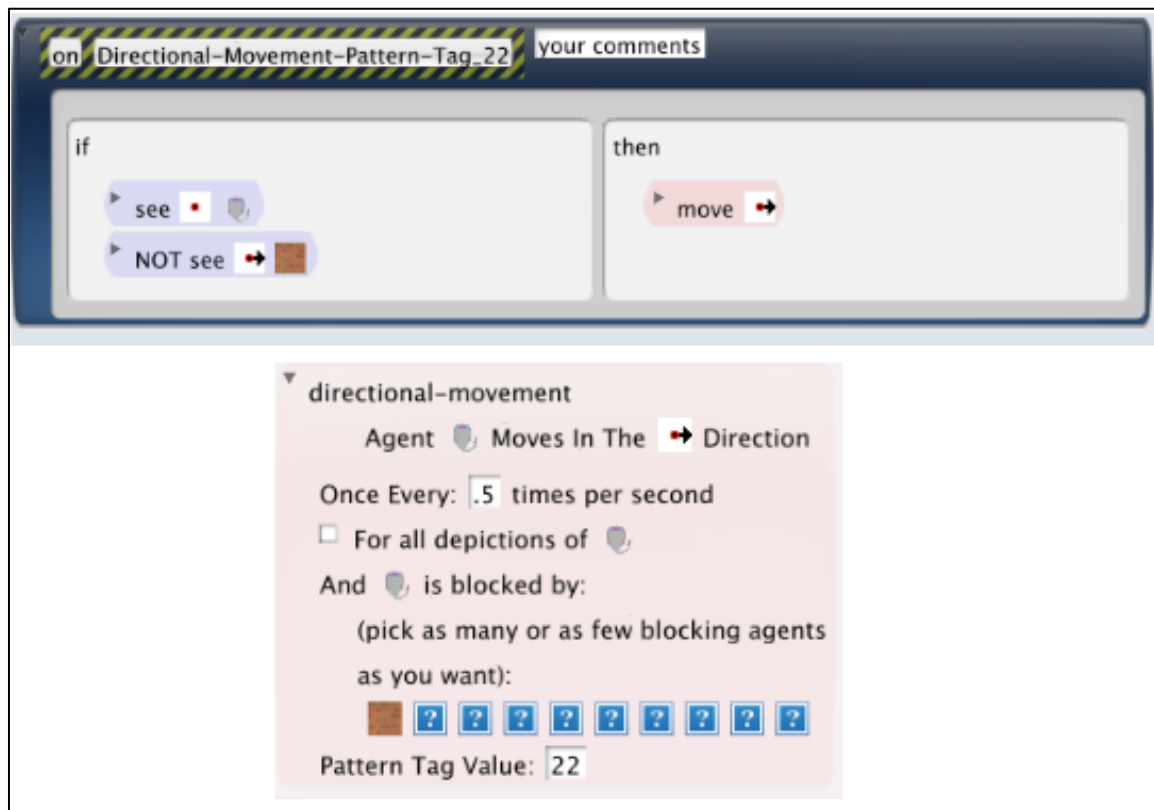 on Directional-Movement-Pattern-Tag_22 your comments
if
see
NOT see
then
move
directional-movement
Agent Moves In The Direction
Once Every: .5 times per second
For all depictions of
And is blocked by:
(pick as many or as few blocking agents
as you want):
? ? ? ? ? ? ? ? ?
Pattern Tag Value: 22